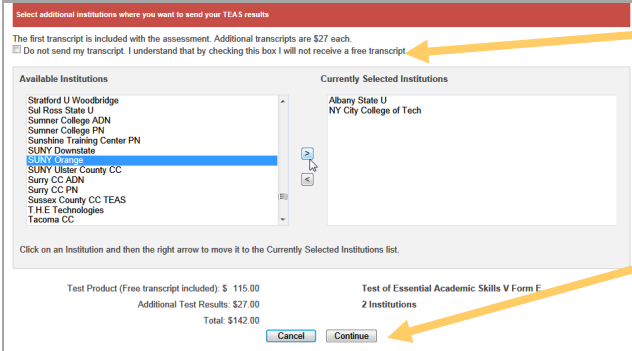 Select additional institutions where you want to send your TEAS results
The first transcript is included with the assessment. Additional transcripts are $27 each.
Do not send my transcript. I understand that by checking this box I will not receive a free transcript
Available Institutions
Currently Selected Institutions
Stratford U Woodbridge
Sul Ross State U
Sumner College ADN
Sumner College PN
Sunshine Training Center PN
SUNY Downstate
SUNY Orange
SUNY Ulster County CC
Surry CC ADN
Surry CC PN
Sussex County CC TEAS
T.H.E Technologies
Tacoma CC
>
<
Albany State U
NY City College of Tech
Click on an Institution and then the right arrow to move it to the Currently Selected Institutions list.
Test Product (Free transcript included): $ 115.00
Test of Essential Academic Skills V Form E
Additional Test Results: $27.00
2 Institutions
Total: $142.00
Cancel
Continue